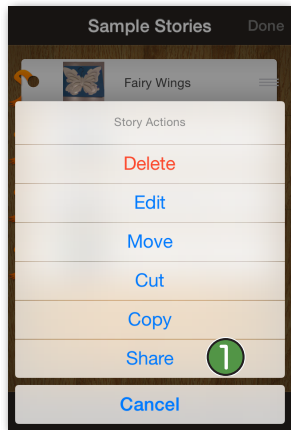 Sample Stories Done
Fairy Wings
Story Actions
Delete
Edit
Move
Cut
Copy
Share 1
Cancel